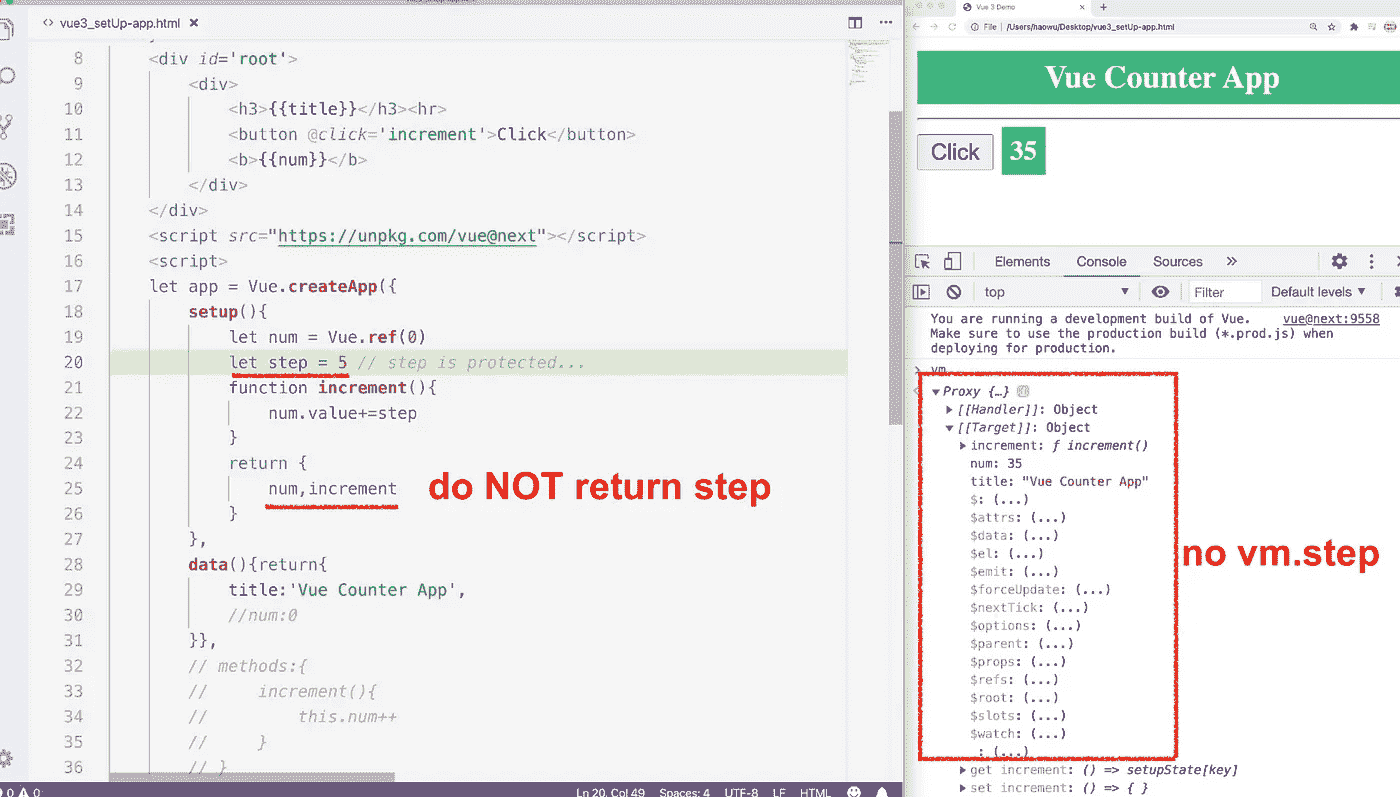 vue3_setUp-app.html
8 <div id='root'>
9 <div>
10 <h3>{{title}}</h3><hr>
11 <button @click='increment'>Click</button>
12 <b>{{num}}</b>
13 </div>
14 </div>
15 <script src="https://unpkg.com/vue@next"></script>
16 <script>
17 let app = Vue.createApp({
18 setup(){
19 let num = Vue.ref(0)
20 let step = 5 // step is protected...
21 function increment(){
22 num.value+=step
23 }
24 return {
25 num,increment
do NOT return step
26 }
27 },
28 data(){return{
29 title:'Vue Counter App',
30 //num:0
31 }},
32 // methods:{
33 // increment(){
34 // this.num++
35 // }
36 // }
0 0
Ln 20, Col 49 Spaces: 4 UTF-8 LF HTML
Vue 3 Demo
File /Users/haowu/Desktop/vue3_setUp-app.html
Vue Counter App
Click 35
Elements Console Sources
top Filter Default levels
You are running a development build of Vue. vue@next:9558
Make sure to use the production build (*.prod.js) when
deploying for production.
vm
Proxy {…}
[[Handler]]: Object
[[Target]]: Object
increment: ƒ increment()
num: 35
title: "Vue Counter App"
$: (...)
$attrs: (...)
$data: (...)
$el: (...)
$emit: (...)
no vm.step
$forceUpdate: (...)
$nextTick: (...)
$options: (...)
$parent: (...)
$props: (...)
$refs: (...)
$root: (...)
$slots: (...)
$watch: (...)
: (...)
get increment: () => setupState[key]
set increment: () => { }